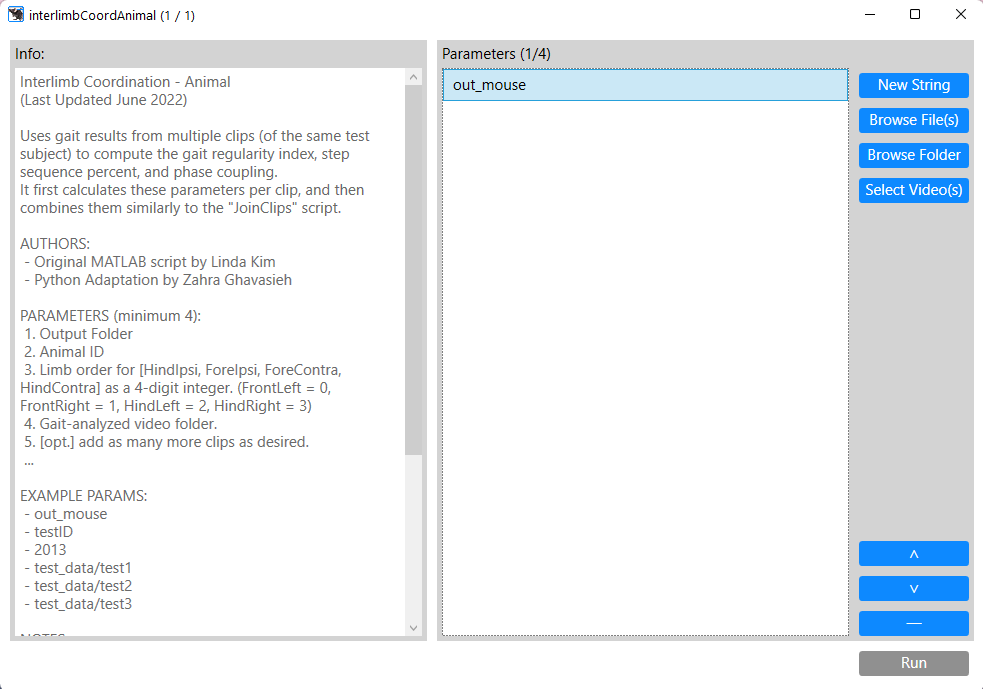 interlimbCoordAnimal (1 / 1)
Info:
Interlimb Coordination - Animal
(Last Updated June 2022)
Uses gait results from multiple clips (of the same test
subject) to compute the gait regularity index, step
sequence percent, and phase coupling.
It first calculates these parameters per clip, and then
combines them similarly to the "JoinClips" script.
AUTHORS:
- Original MATLAB script by Linda Kim
- Python Adaptation by Zahra Ghavasieh
PARAMETERS (minimum 4):
1. Output Folder
2. Animal ID
3. Limb order for [HindIpsi, ForeIpsi, ForeContra,
HindContra] as a 4-digit integer. (FrontLeft = 0,
FrontRight = 1, HindLeft = 2, HindRight = 3)
4. Gait-analyzed video folder.
5. [opt.] add as many more clips as desired.
...
EXAMPLE PARAMS:
- out_mouse
- testID
- 2013
- test_data/test1
- test_data/test2
- test_data/test3
NOTES
Parameters (1/4)
out_mouse
New String
Browse File(s)
Browse Folder
Select Video(s)
Run